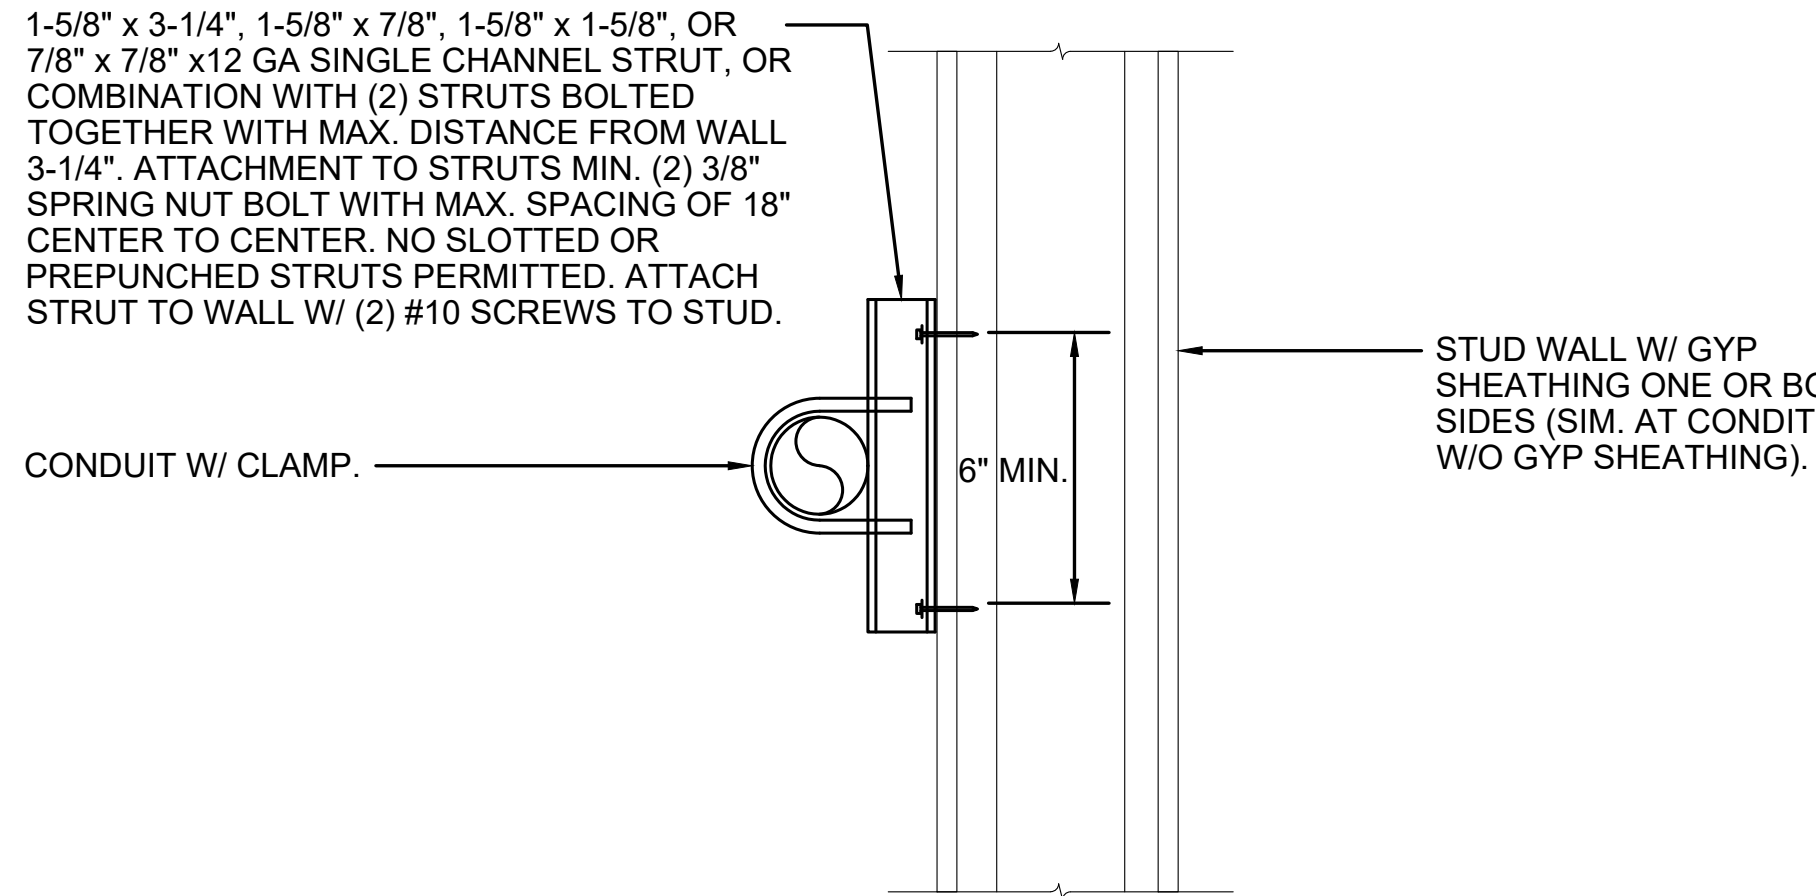 1-5/8" x 3-1/4", 1-5/8" x 7/8", 1-5/8" x 1-5/8", OR
7/8" x 7/8" x12 GA SINGLE CHANNEL STRUT, OR
COMBINATION WITH (2) STRUTS BOLTED
TOGETHER WITH MAX. DISTANCE FROM WALL
3-1/4". ATTACHMENT TO STRUTS MIN. (2) 3/8"
SPRING NUT BOLT WITH MAX. SPACING OF 18"
CENTER TO CENTER. NO SLOTTED OR
PREPUNCHED STRUTS PERMITTED. ATTACH
STRUT TO WALL W/ (2) #10 SCREWS TO STUD.
CONDUIT W/ CLAMP.
6" MIN.
STUD WALL W/ GYP
SHEATHING ONE OR
SIDES (SIM. AT
W/O GYP SHEATHING).